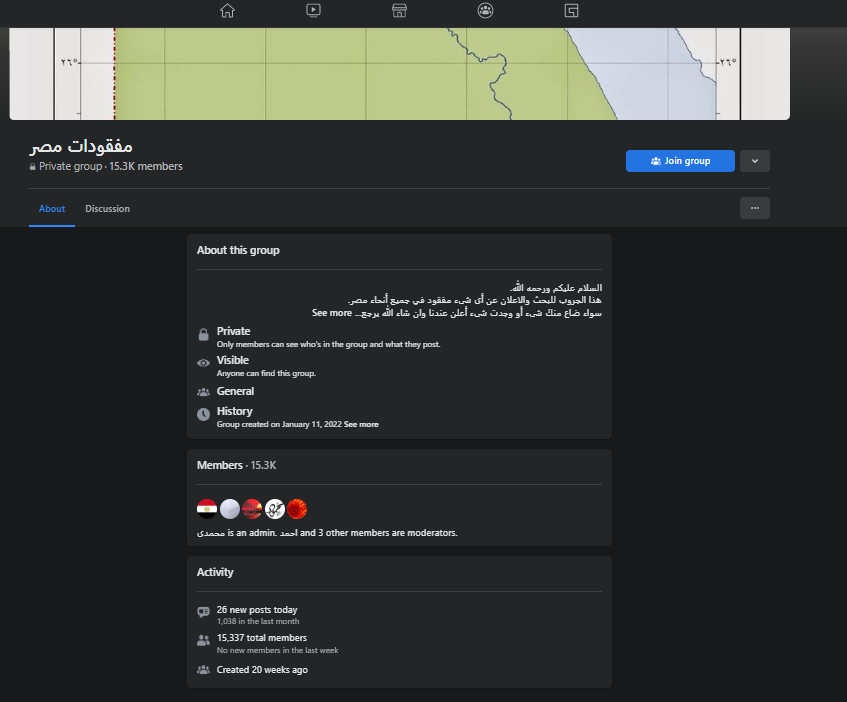 ٢٦°
٢٦°
مفقودات مصر
Private group · 15.3K members
Join group
About
Discussion
About this group
السلام عليكم ورحمه الله.
هذا الجروب للبحث والاعلان عن أى شىء مفقود في جميع أنحاء مصر.
سواء ضاع منك شىء أو وجدت شىء أعلن عندنا وان شاء الله يرجع... See more
Private
Only members can see who's in the group and what they post.
Visible
Anyone can find this group.
General
History
Group created on January 11, 2022 See more
Members · 15.3K
محمدى is an admin. احمد and 3 other members are moderators.
Activity
26 new posts today
1,038 in the last month
15,337 total members
No new members in the last week
Created 20 weeks ago